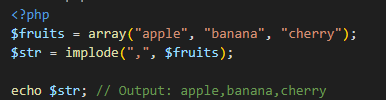 <?php
$fruits = array("apple", "banana", "cherry");
$str = implode(",", $fruits);
echo $str; // Output: apple,banana,cherry